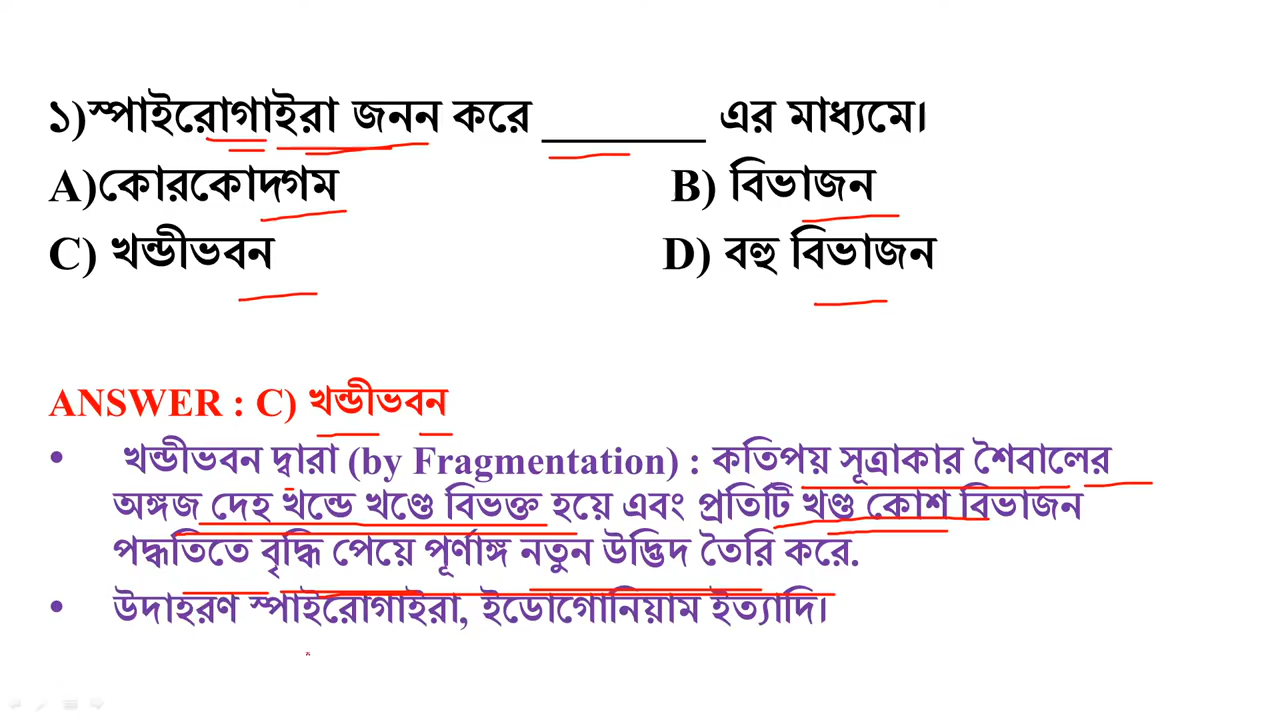 ১)স্পাইরোগাইরা জনন করে ________ এর মাধ্যমে।
A)কোরকোদগম B) বিভাজন
C) খন্ডীভবন D) বহু বিভাজন
ANSWER : C) খন্ডীভবন
• খন্ডীভবন দ্বারা (by Fragmentation) : কতিপয় সূত্রাকার শৈবালের
অঙ্গজ দেহ খন্ডে খণ্ডে বিভক্ত হয়ে এবং প্রতিটি খণ্ড কোশ বিভাজন
পদ্ধতিতে বৃদ্ধি পেয়ে পূর্ণাঙ্গ নতুন উদ্ভিদ তৈরি করে.
• উদাহরণ স্পাইরোগাইরা, ইডোগোনিয়াম ইত্যাদি।